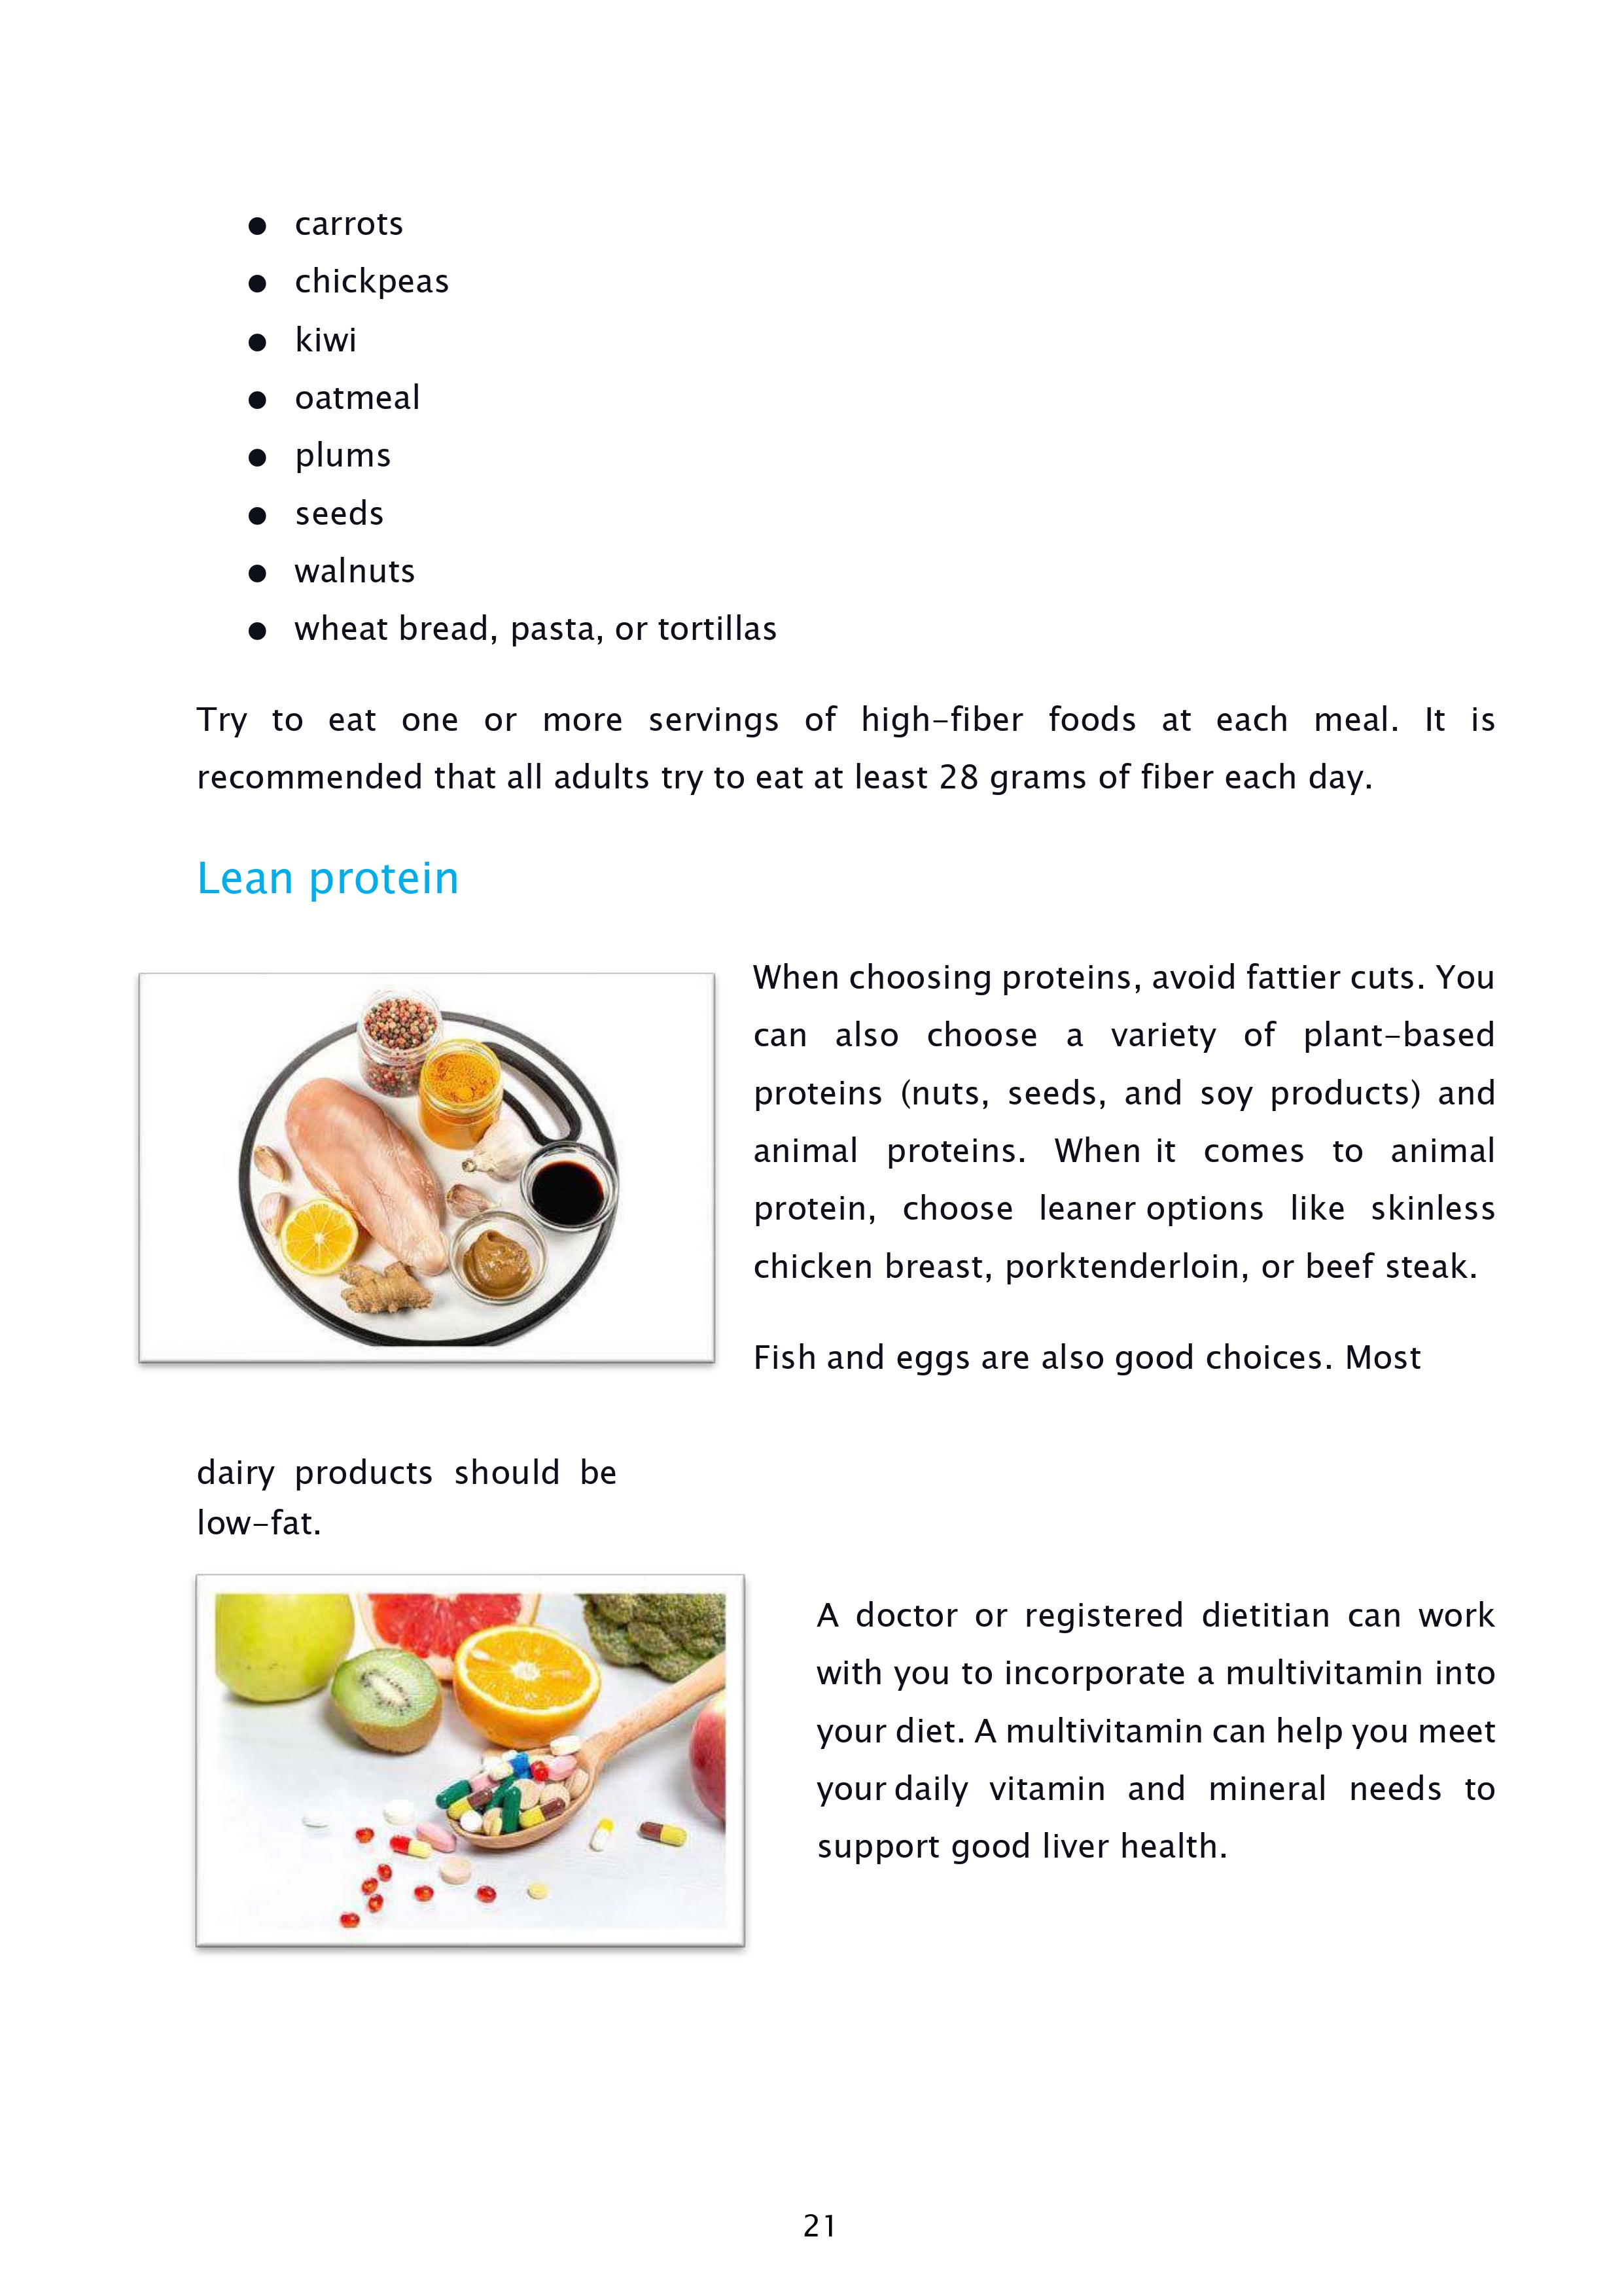 ● carrots
● chickpeas
● kiwi
● oatmeal
● plums
● seeds
● walnuts
● wheat bread, pasta, or tortillas
Try to eat one or more servings of high-fiber foods at each meal. It is
recommended that all adults try to eat at least 28 grams of fiber each day.
Lean protein
When choosing proteins, avoid fattier cuts. You
can also choose a variety of plant-based
proteins (nuts, seeds, and soy products) and
animal proteins. When it comes to animal
protein, choose leaner options like skinless
chicken breast, porktenderloin, or beef steak.
Fish and eggs are also good choices. Most
dairy products should be
low-fat.
A doctor or registered dietitian can work
with you to incorporate a multivitamin into
your diet. A multivitamin can help you meet
your daily vitamin and mineral needs to
support good liver health.
21